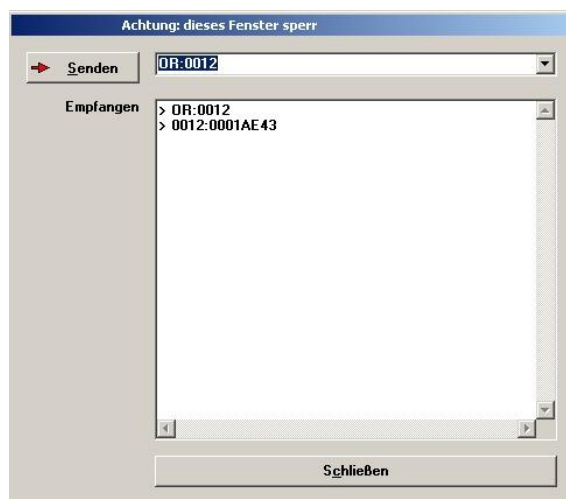 Achtung: dieses Fenster sperr
Senden
OR:0012
Empfangen
> OR:0012
> 0012:0001AE43
Schließen